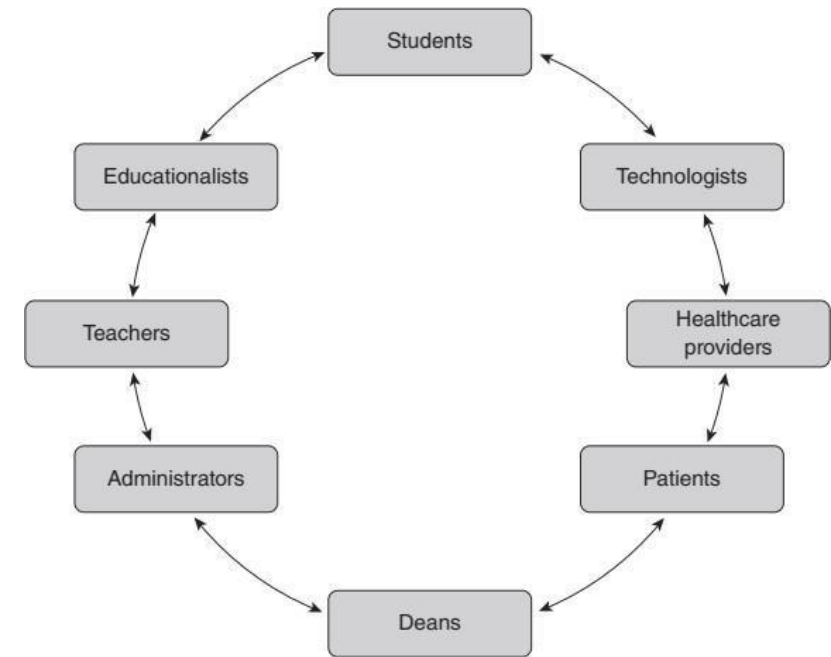 Students
Educationalists
Technologists
Teachers
Healthcare
providers
Administrators
Patients
Deans